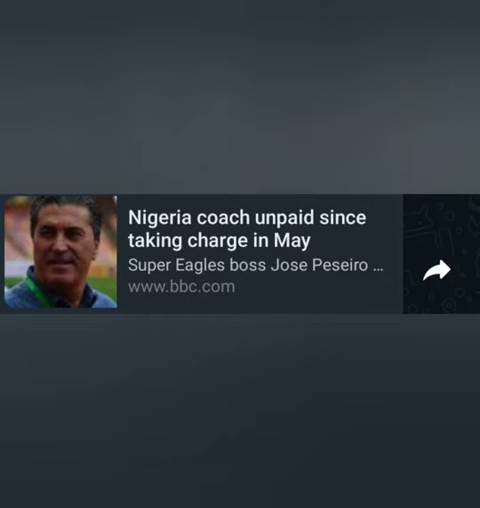 Nigeria coach unpaid since
taking charge in May
Super Eagles boss Jose Peseiro ...
www.bbc.com